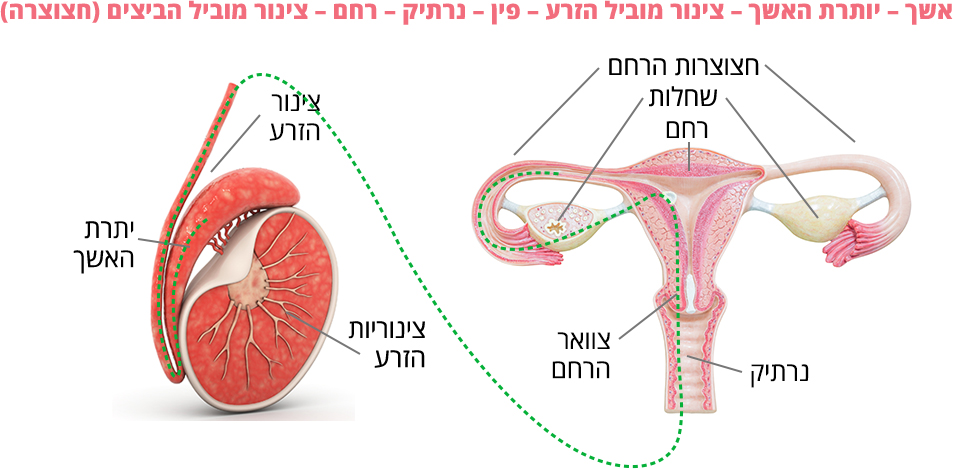 אשך – יותרת האשך – צינור מוביל הזרע – פין – נרתיק – רחם – צינור מוביל הביצים (חצוצרה)
חצוצרות הרחם
שחלות
רחם
צינור
הזרע
יתרת
האשך
צינוריות
הזרע
צוואר
הרחם
נרתיק